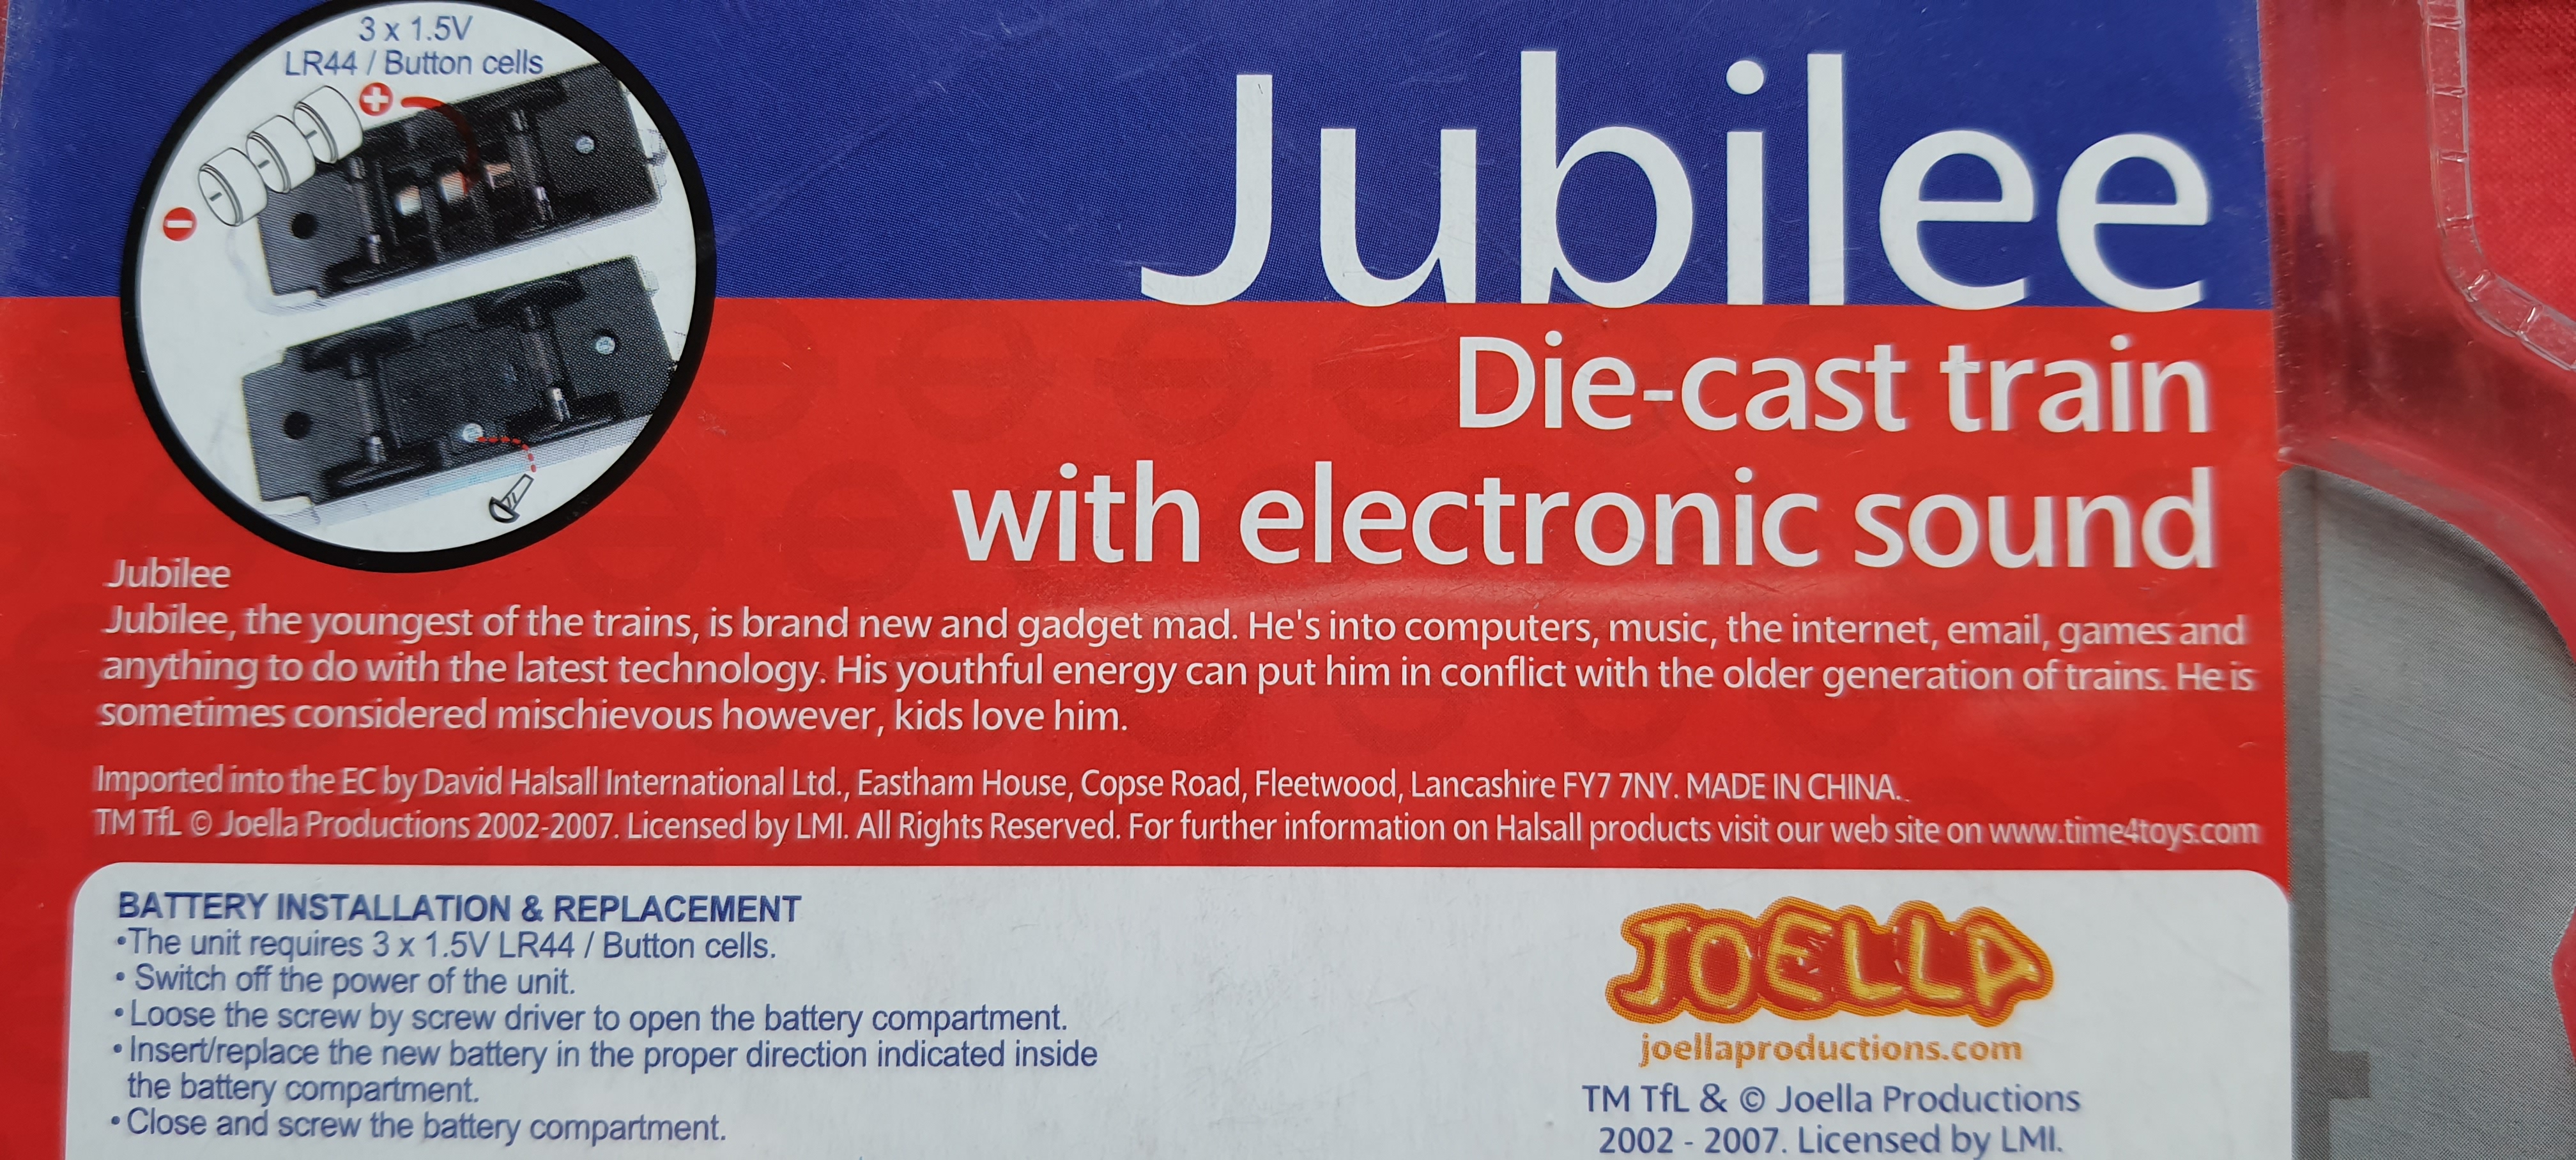 3 x 1.5V
LR44 / Button cells
+
-
Jubilee
Die-cast train
with electronic sound
Jubilee
Jubilee, the youngest of the trains, is brand new and gadget mad. He's into computers, music, the internet, email, games and
anything to do with the latest technology. His youthful energy can put him in conflict with the older generation of trains. He is
sometimes considered mischievous however, kids love him.
Imported into the EC by David Halsall International Ltd., Eastham House, Copse Road, Fleetwood, Lancashire FY7 7NY. MADE IN CHINA.
TM TfL © Joella Productions 2002-2007. Licensed by LMI. All Rights Reserved. For further information on Halsall products visit our web site on www.time4toys.com
BATTERY INSTALLATION & REPLACEMENT
•The unit requires 3 x 1.5V LR44 / Button cells.
• Switch off the power of the unit.
•Loose the screw by screw driver to open the battery compartment.
•Insert/replace the new battery in the proper direction indicated inside
the battery compartment.
•Close and screw the battery compartment.
JOELLA
joellaproductions.com
TM TfL & © Joella Productions
2002 - 2007. Licensed by LMI.